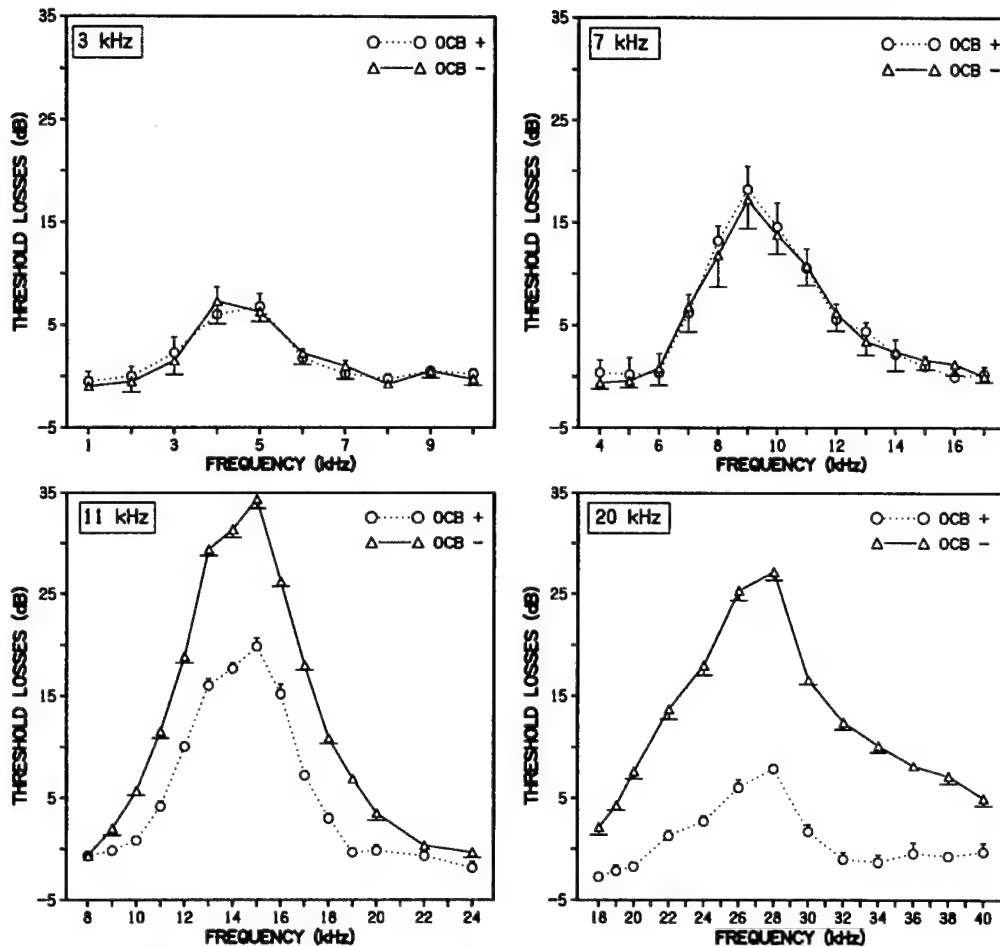 3 kHz
OCB +
OCB -
THRESHOLD LOSSES (dB)
35
25
15
5
-5
1 3 5 7 9
FREQUENCY (kHz)
7 kHz
OCB +
OCB -
THRESHOLD LOSSES (dB)
35
25
15
5
-5
4 6 8 10 12 14 16
FREQUENCY (kHz)
11 kHz
OCB +
OCB -
THRESHOLD LOSSES (dB)
35
25
15
5
-5
8 10 12 14 16 18 20 22 24
FREQUENCY (kHz)
20 kHz
OCB +
OCB -
THRESHOLD LOSSES (dB)
35
25
15
5
-5
18 20 22 24 26 28 30 32 34 36 38 40
FREQUENCY (kHz)